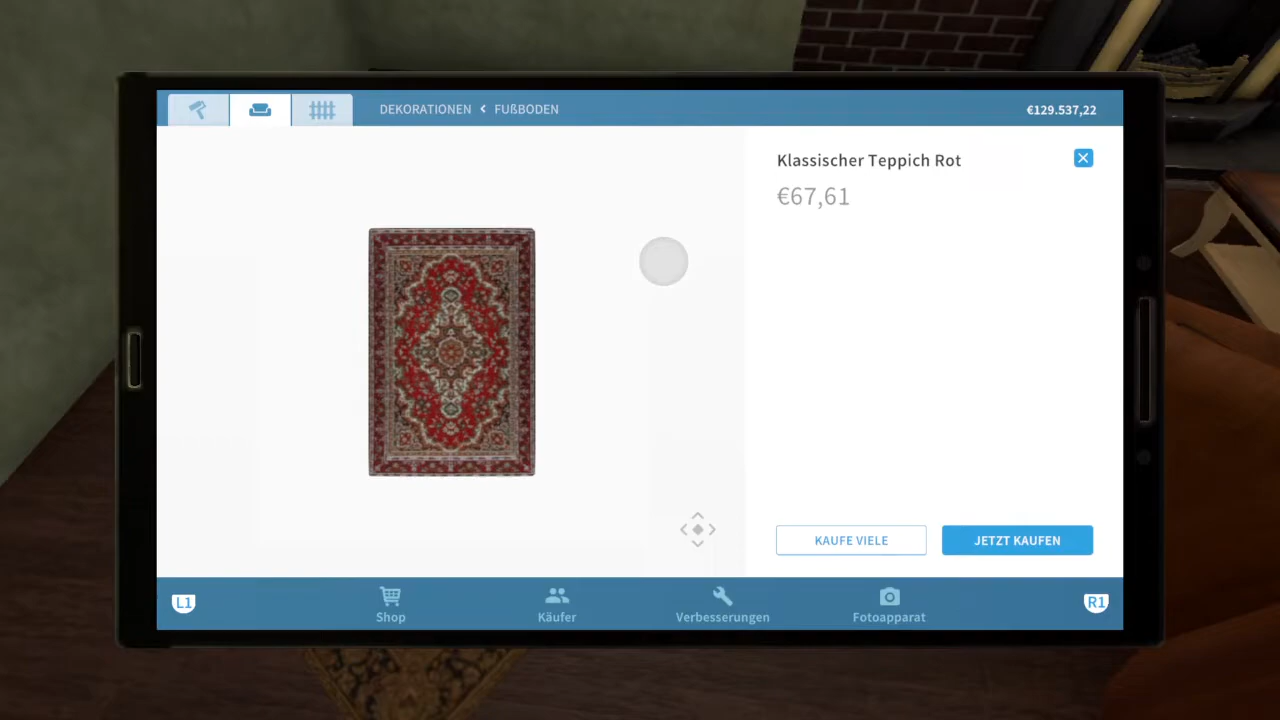 DEKORATIONEN < FUßBODEN
€129.537,22
Klassischer Teppich Rot
€67,61
KAUFE VIELE
JETZT KAUFEN
L1
Shop
Käufer
Verbesserungen
Fotoapparat
R1